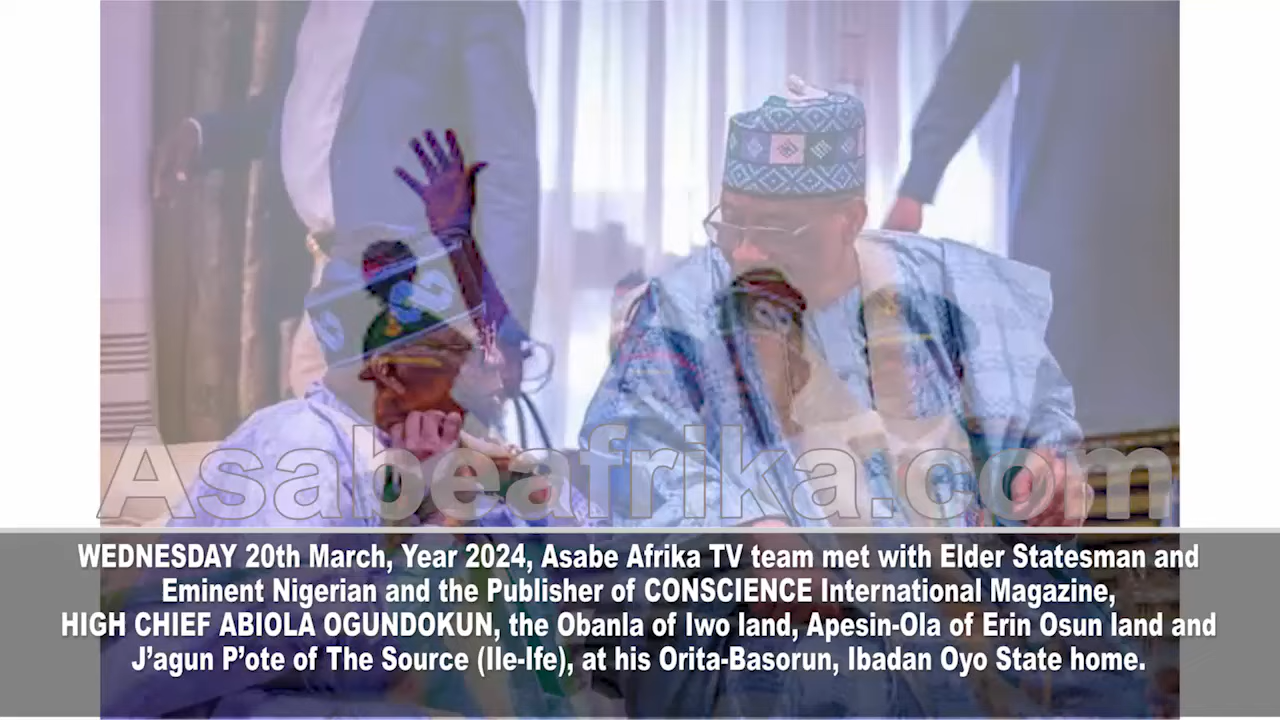 Asabeafrika.com
WEDNESDAY 20th March, Year 2024, Asabe Afrika TV team met with Elder Statesman and
Eminent Nigerian and the Publisher of CONSCIENCE International Magazine,
HIGH CHIEF ABIOLA OGUNDOKUN, the Obanla of Iwo land, Apesin-Ola of Erin Osun land and
J’agun P’ote of The Source (Ile-Ife), at his Orita-Basorun, Ibadan Oyo State home.